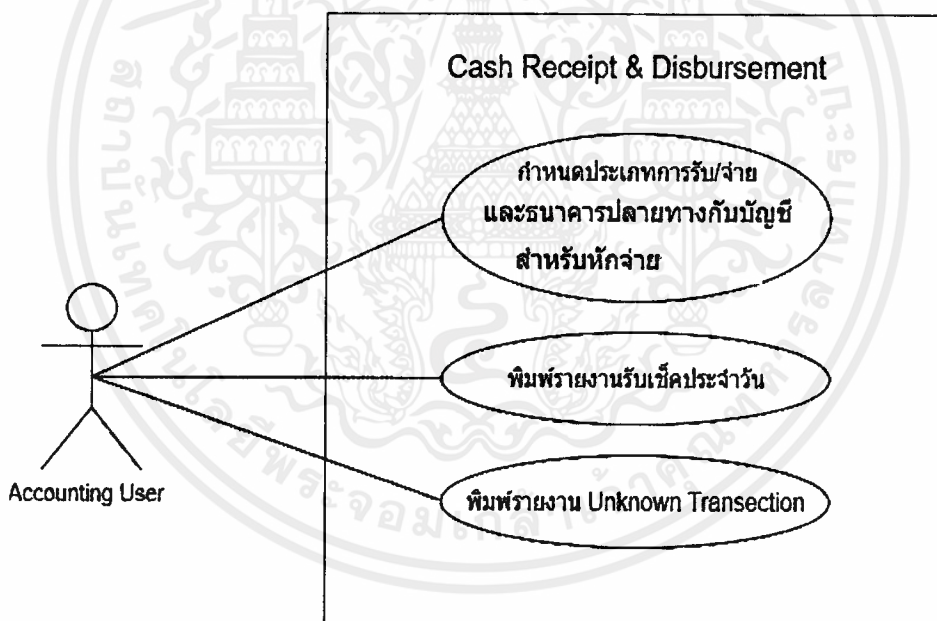 Cash Receipt & Disbursement
กำหนดประเภทการรับ/จ่าย
และธนาคารปลายทางกับบัญชี
สำหรับหักจ่าย
พิมพ์รายงานรับเช็คประจำวัน
พิมพ์รายงาน Unknown Transection
Accounting User